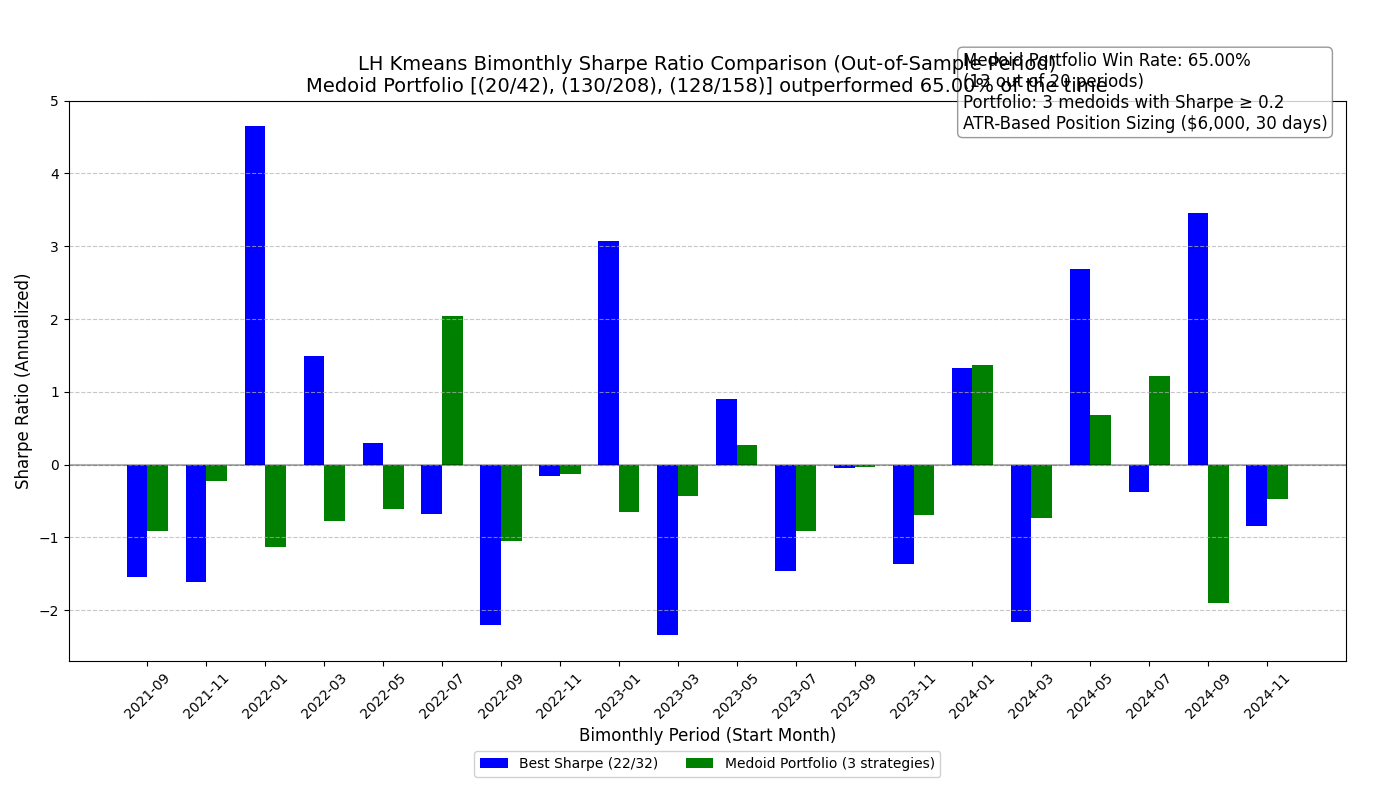 LH Kmeans Bimonthly Sharpe Ratio Comparison (Out-of-Sample Period)
Medoid Portfolio [(20/42), (130/208), (128/158)] outperformed 65.00% of the time
Medoid Portfolio Win Rate: 65.00%
(13 out of 20 periods)
Portfolio: 3 medoids with Sharpe ≥ 0.2
ATR-Based Position Sizing ($6,000, 30 days)
Sharpe Ratio (Annualized)
5
4
3
2
1
0
−1
−2
2021-09
2021-11
2022-01
2022-03
2022-05
2022-07
2022-09
2022-11
2023-01
2023-03
2023-05
2023-07
2023-09
2023-11
2024-01
2024-03
2024-05
2024-07
2024-09
2024-11
Bimonthly Period (Start Month)
Best Sharpe (22/32)
Medoid Portfolio (3 strategies)